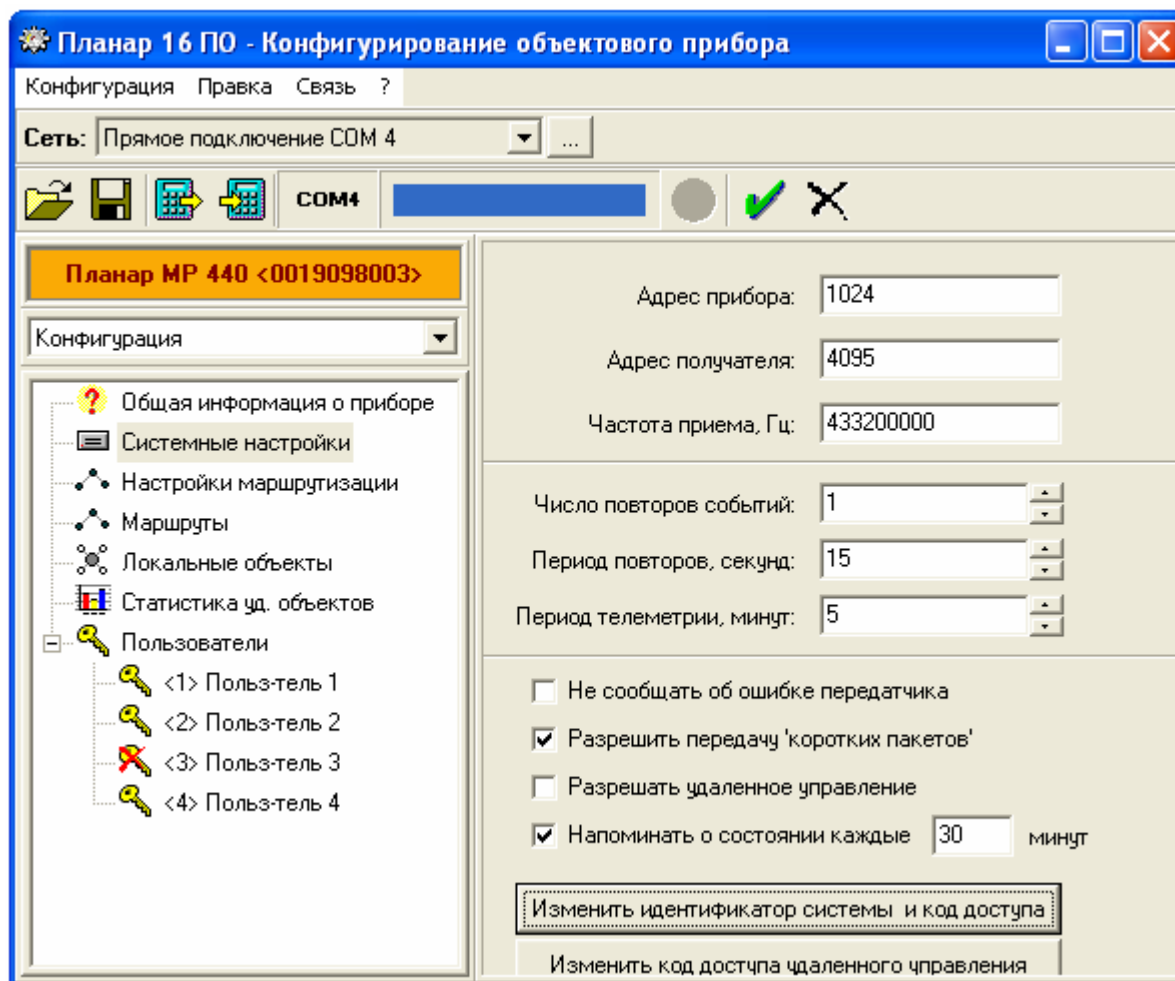 Планар 16 ПО - Конфигурирование объектового прибора
Конфигурация Правка Связь ?
Сеть: Прямое подключение COM 4 ...
COM4
Планар МР 440 <0019098003>
Конфигурация
Общая информация о приборе
Системные настройки
Настройки маршрутизации
Маршруты
Локальные объекты
Статистика уд. объектов
Пользователи
<1> Польз-тель 1
<2> Польз-тель 2
<3> Польз-тель 3
<4> Польз-тель 4
Адрес прибора: 1024
Адрес получателя: 4095
Частота приема, Гц: 433200000
Число повторов событий: 1
Период повторов, секунд: 15
Период телеметрии, минут: 5
Не сообщать об ошибке передатчика
Разрешить передачу 'коротких пакетов'
Разрешать удаленное управление
Напоминать о состоянии каждые 30 минут
Изменить идентификатор системы и код доступа
Изменить код доступа удаленного управления